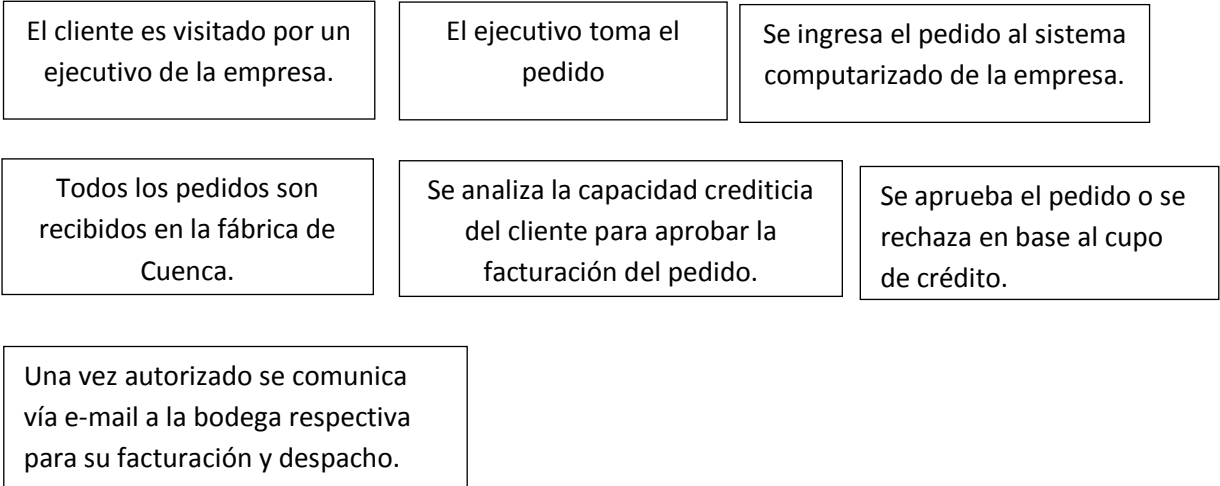 El cliente es visitado por un
ejecutivo de la empresa.
El ejecutivo toma el
pedido
Se ingresa el pedido al sistema
computarizado de la empresa.
Todos los pedidos son
recibidos en la fábrica de
Cuenca.
Se analiza la capacidad crediticia
del cliente para aprobar la
facturación del pedido.
Se aprueba el pedido o se
rechaza en base al cupo
de crédito.
Una vez autorizado se comunica
vía e-mail a la bodega respectiva
para su facturación y despacho.